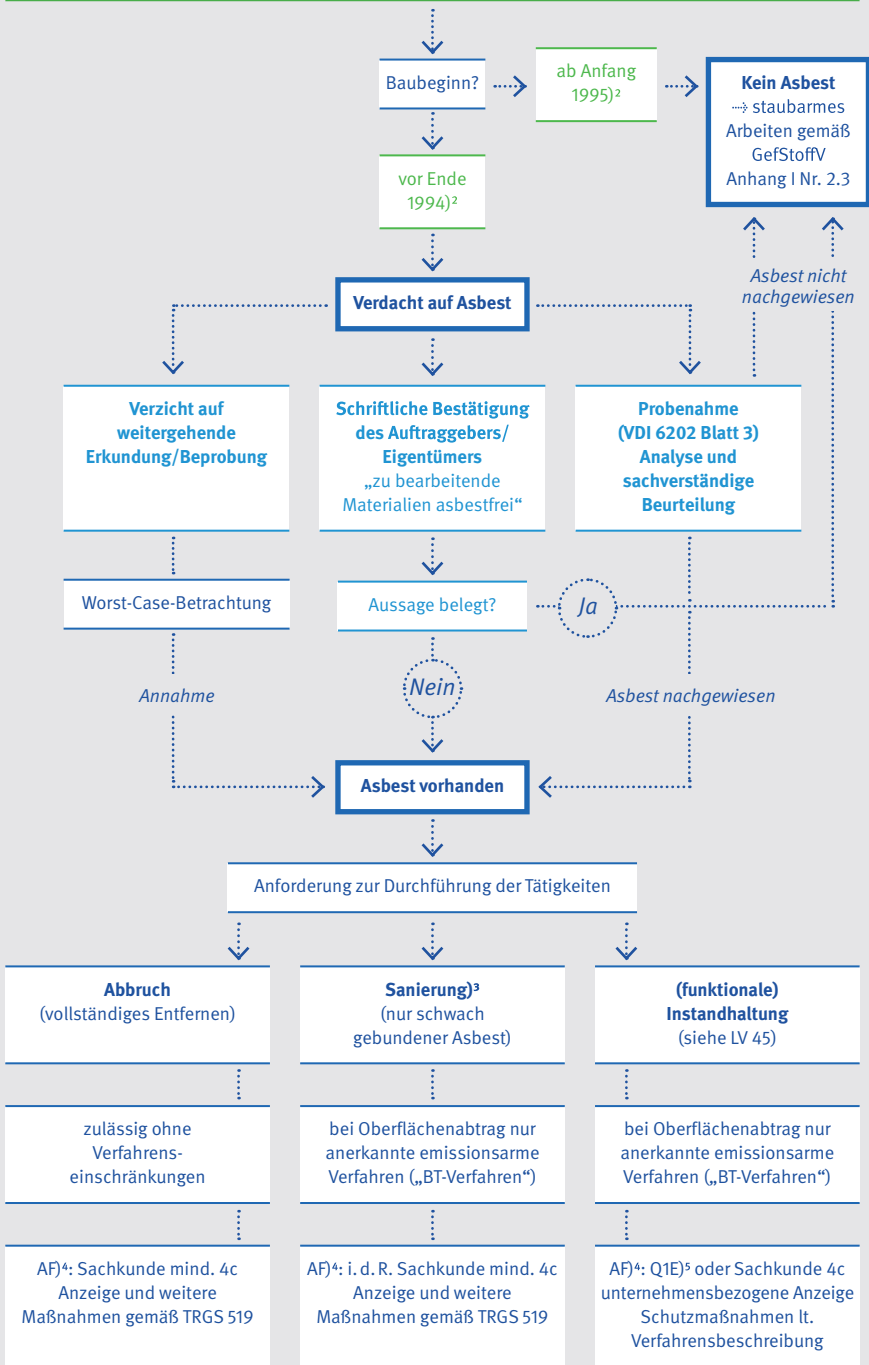 Baubeginn?
ab Anfang
1995)²
Kein Asbest
⇢ staubarmes
Arbeiten gemäß
GefStoffV
Anhang I Nr. 2.3
vor Ende
1994)²
Asbest nicht
nachgewiesen
Verdacht auf Asbest
Verzicht auf
weitergehende
Erkundung/Beprobung
Schriftliche Bestätigung
des Auftraggebers/
Eigentümers
„zu bearbeitende
Materialien asbestfrei“
Probenahme
(VDI 6202 Blatt 3)
Analyse und
sachverständige
Beurteilung
Worst-Case-Betrachtung
Aussage belegt?
Ja
Annahme
Nein
Asbest nachgewiesen
Asbest vorhanden
Anforderung zur Durchführung der Tätigkeiten
Abbruch
(vollständiges Entfernen)
Sanierung)³
(nur schwach
gebundener Asbest)
(funktionale)
Instandhaltung
(siehe LV 45)
zulässig ohne
Verfahrens-
einschränkungen
bei Oberflächenabtrag nur
anerkannte emissionsarme
Verfahren („BT-Verfahren“)
bei Oberflächenabtrag nur
anerkannte emissionsarme
Verfahren („BT-Verfahren“)
AF)⁴: Sachkunde mind. 4c
Anzeige und weitere
Maßnahmen gemäß TRGS 519
AF)⁴: i. d. R. Sachkunde mind. 4c
Anzeige und weitere
Maßnahmen gemäß TRGS 519
AF)⁴: Q1E)⁵ oder Sachkunde 4c
unternehmensbezogene Anzeige
Schutzmaßnahmen lt.
Verfahrensbeschreibung